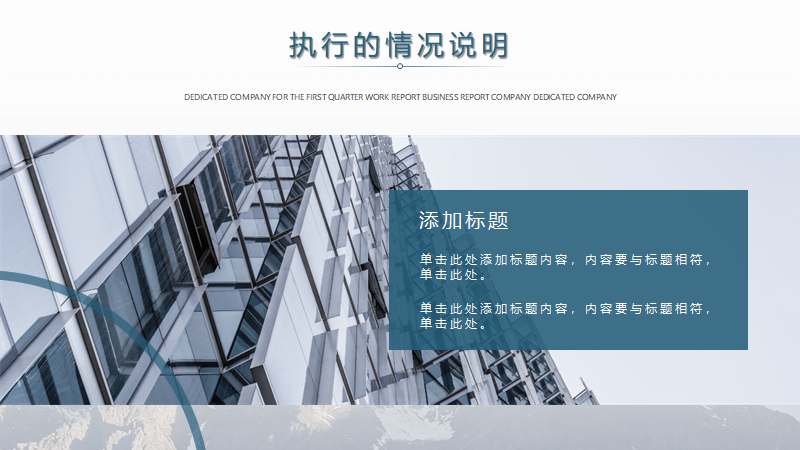 执行的情况说明
DEDICATED COMPANY FOR THE FIRST QUARTER WORK REPORT BUSINESS REPORT COMPANY DEDICATED COMPANY
添加标题
单击此处添加标题内容，内容要与标题相符，
单击此处。
单击此处添加标题内容，内容要与标题相符，
单击此处。